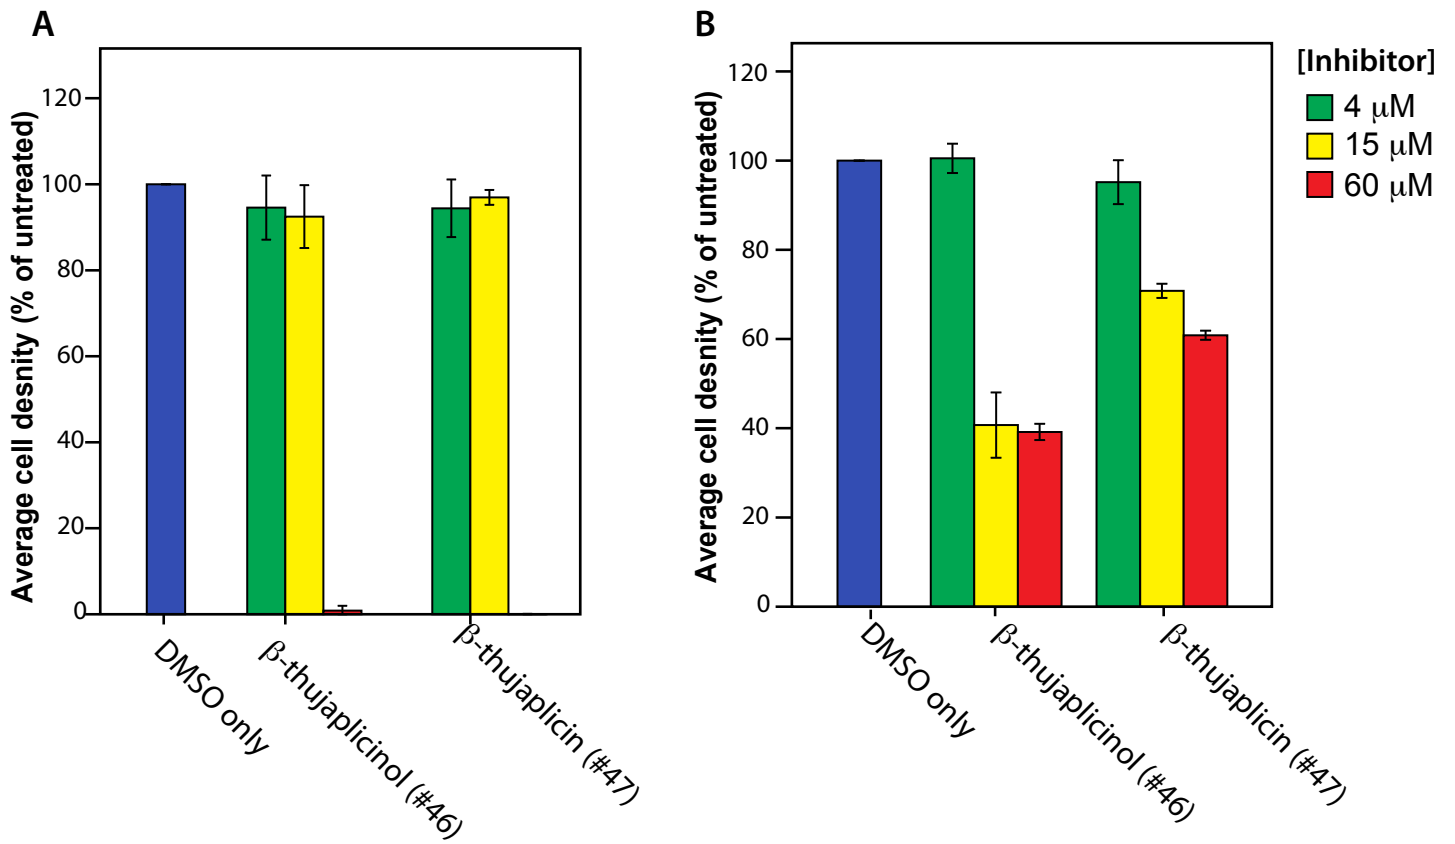 A
Average cell desnity (% of untreated)
120
100
80
60
40
20
0
DMSO only
β-thujaplicinol (#46)
β-thujaplicin (#47)
B
Average cell desnity (% of untreated)
120
100
80
60
40
20
0
DMSO only
β-thujaplicinol (#46)
β-thujaplicin (#47)
[Inhibitor]
4 μM
15 μM
60 μM